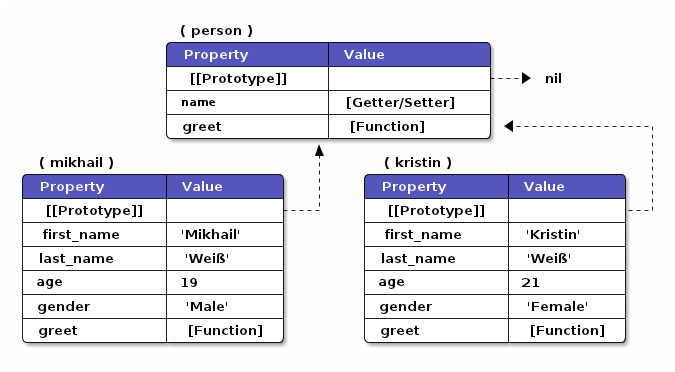 ( person )
Property Value
[[Prototype]]
nil
name [Getter/Setter]
greet [Function]
( mikhail )
Property Value
[[Prototype]]
first_name 'Mikhail'
last_name 'Weiß'
age 19
gender 'Male'
greet [Function]
( kristin )
Property Value
[[Prototype]]
first_name 'Kristin'
last_name 'Weiß'
age 21
gender 'Female'
greet [Function]